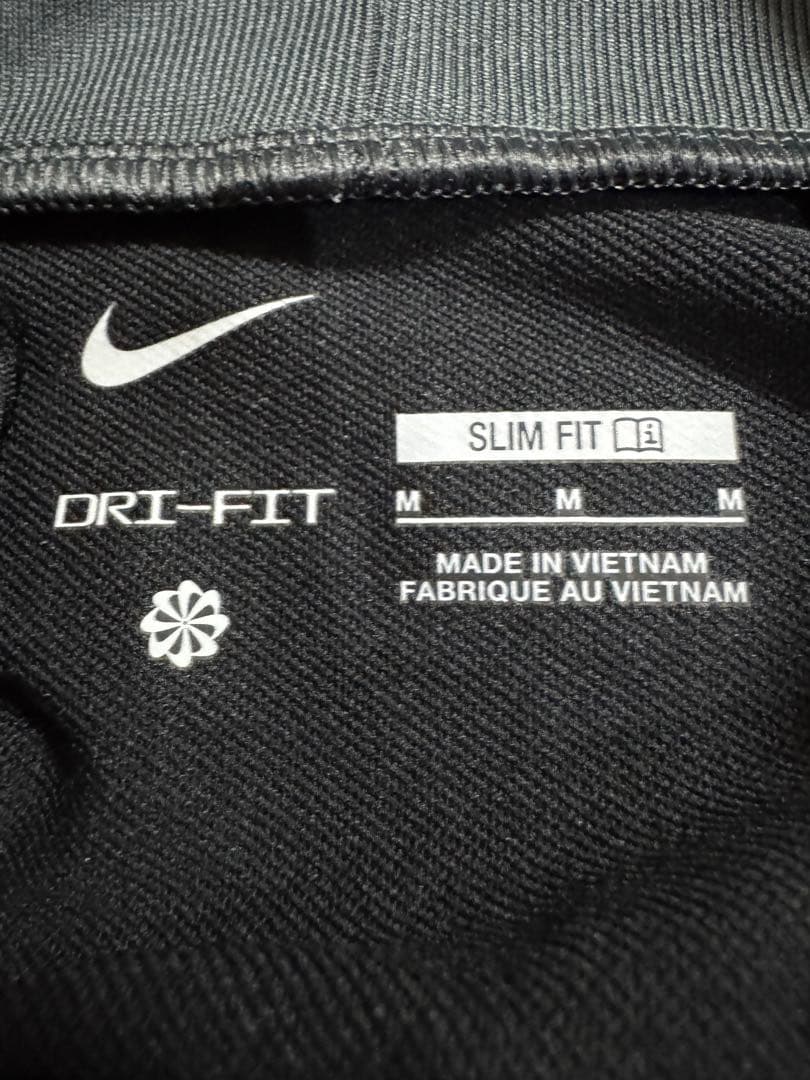 DRI-FIT
SLIM FIT
M M M
MADE IN VIETNAM
FABRIQUE AU VIETNAM